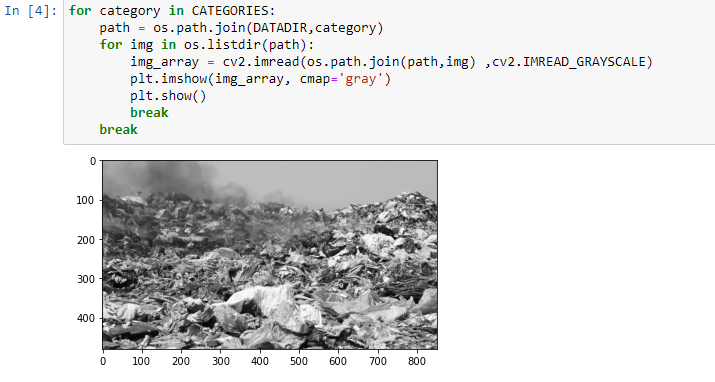 In [4]: for category in CATEGORIES:
path = os.path.join(DATADIR,category)
for img in os.listdir(path):
img_array = cv2.imread(os.path.join(path,img) ,cv2.IMREAD_GRAYSCALE)
plt.imshow(img_array, cmap='gray')
plt.show()
break
break
0
100
200
300
400
0 100 200 300 400 500 600 700 800